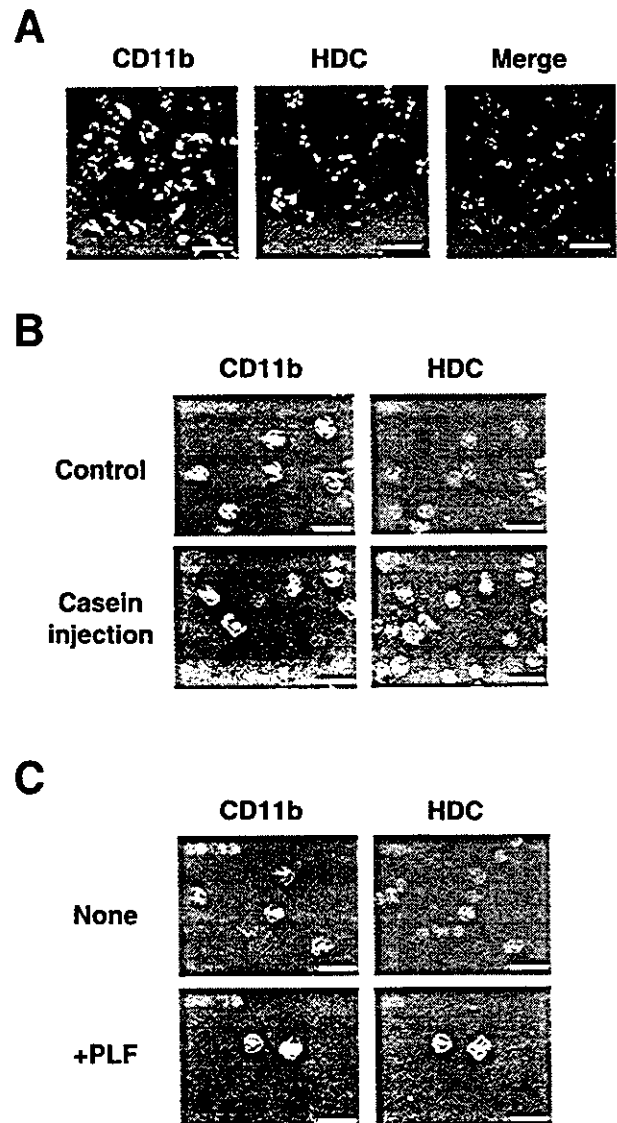 A
CD11b HDC Merge
B
CD11b HDC
Control
Casein
injection
C
CD11b HDC
None
+PLF